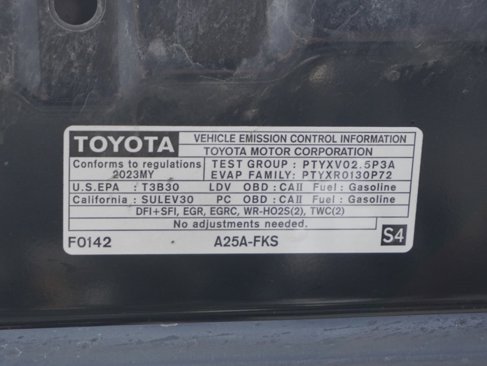 TOYOTA VEHICLE EMISSION CONTROL INFORMATION
TOYOTA MOTOR CORPORATION
Conforms to regulations TEST GROUP : PTYXV02.5P3A
2023MY EVAP FAMILY: PTYXR0130P72
U.S.EPA : T3B30 LDV OBD : CAII Fuel : Gasoline
California : SULEV30 PC OBD : CAII Fuel : Gasoline
DFI+SFI, EGR, EGRC, WR-HO2S(2), TWC(2)
No adjustments needed.
F0142 A25A-FKS S4